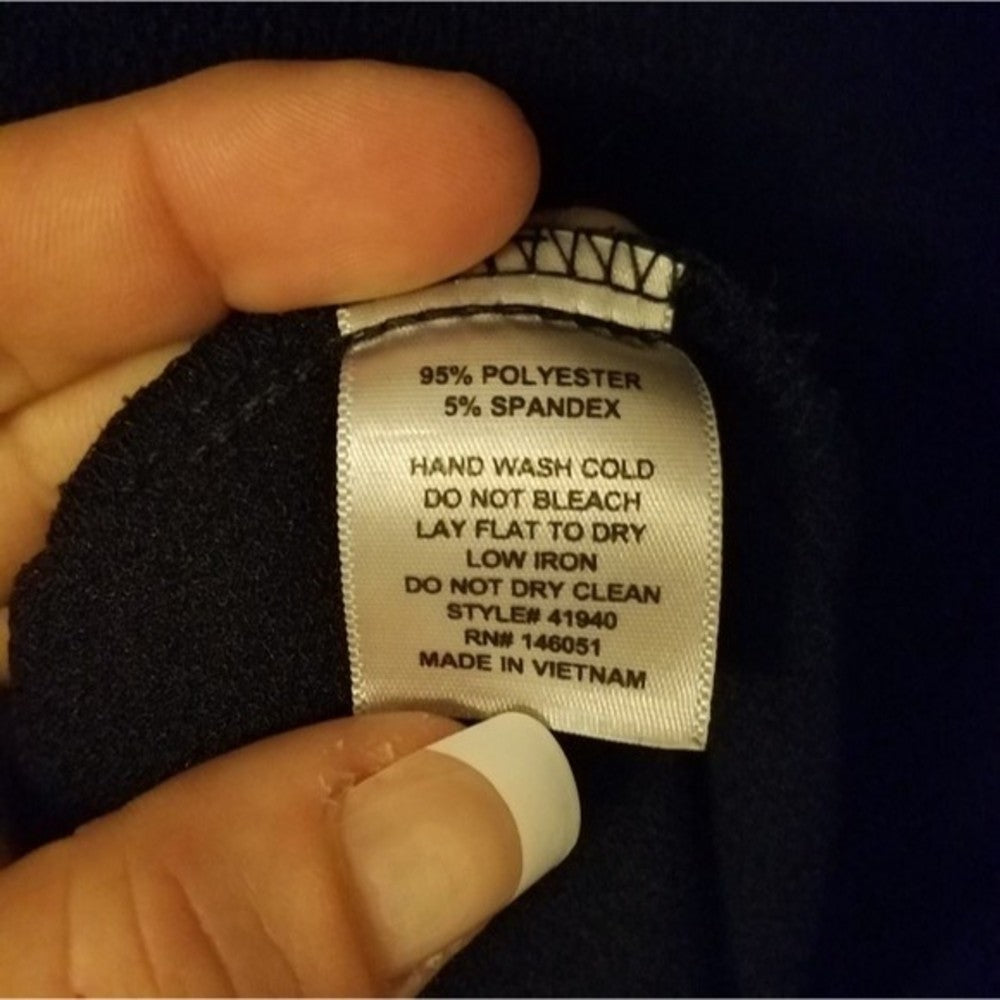 95% POLYESTER
5% SPANDEX
HAND WASH COLD
DO NOT BLEACH
LAY FLAT TO DRY
LOW IRON
DO NOT DRY CLEAN
STYLE# 41940
RN# 146051
MADE IN VIETNAM